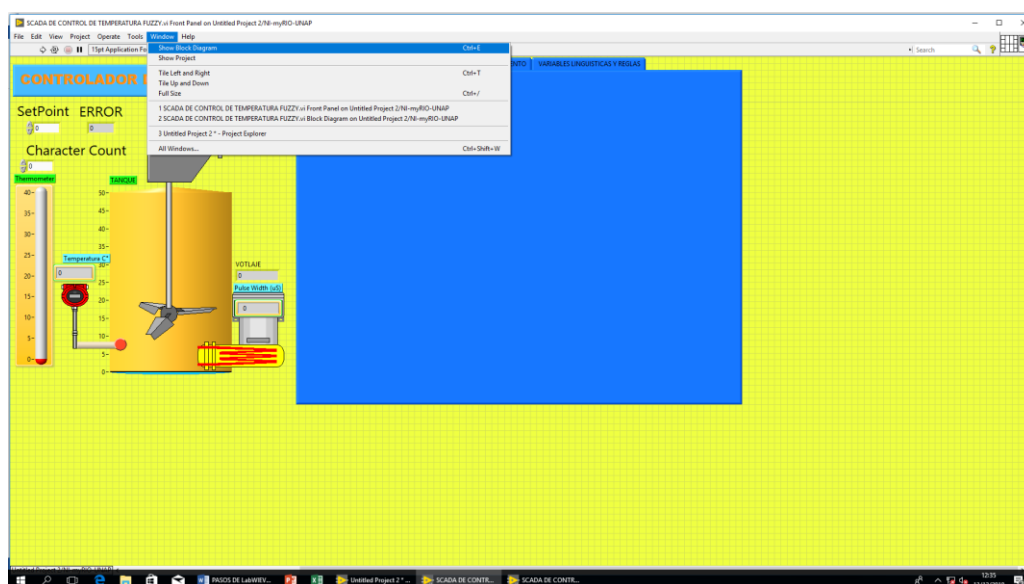 SCADA DE CONTROL DE TEMPERATURA FUZZY.vi Front Panel on Untitled Project 2/NI-myRIO-UNAP
File Edit View Project Operate Tools Window Help
15pt Application Fo
Search
Show Block Diagram Ctrl+E
Show Project
Tile Left and Right Ctrl+T
Tile Up and Down
Full Size Ctrl+/
1 SCADA DE CONTROL DE TEMPERATURA FUZZY.vi Front Panel on Untitled Project 2/NI-myRIO-UNAP
2 SCADA DE CONTROL DE TEMPERATURA FUZZY.vi Block Diagram on Untitled Project 2/NI-myRIO-UNAP
3 Untitled Project 2 * - Project Explorer
All Windows... Ctrl+Shift+W
NTO VARIABLES LINGUISTICAS Y REGLAS
CONTROLADOR
SetPoint ERROR
0 0
Character Count
0
Thermometer
40-
35-
30-
25-
20-
15-
10-
5-
0-
TANQUE
50-
45-
40-
35-
30-
25-
20-
15-
10-
5-
0-
Temperatura C°
0
VOTLAJE
0
Pulse Width (uS)
0
PASOS DE LabWIEV... Untitled Project 2 * ... SCADA DE CONTR... SCADA DE CONTR...
12:35